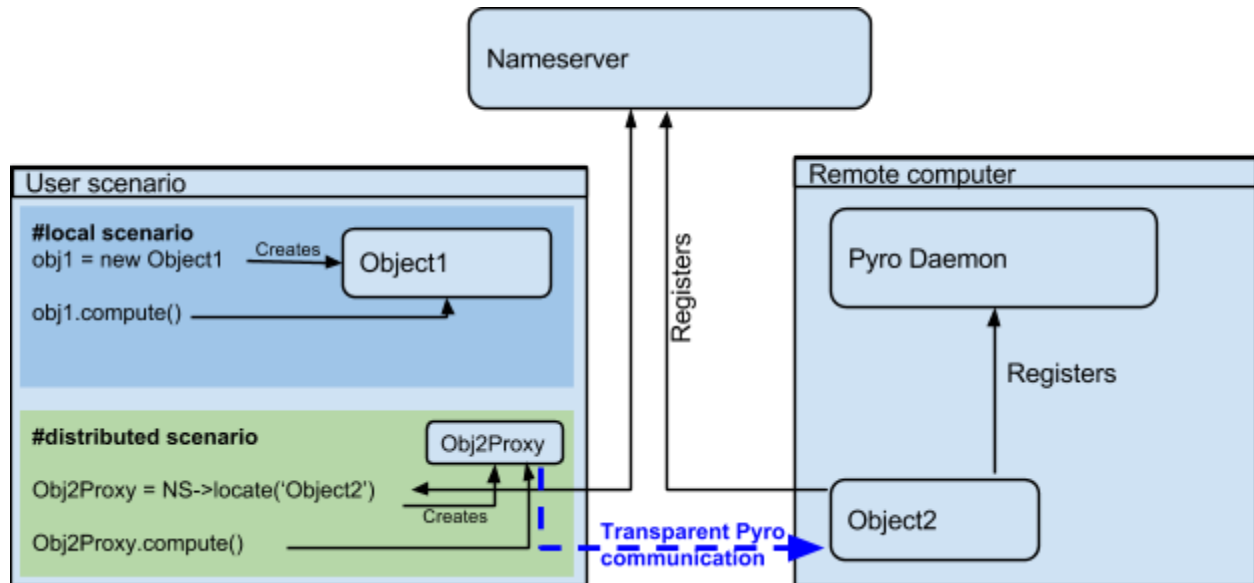 Nameserver
User scenario
#local scenario
obj1 = new Object1
Creates
Object1
obj1.compute()
#distributed scenario
Obj2Proxy
Obj2Proxy = NS->locate(‘Object2’)
Creates
Obj2Proxy.compute()
Registers
Transparent Pyro
communication
Remote computer
Pyro Daemon
Registers
Object2